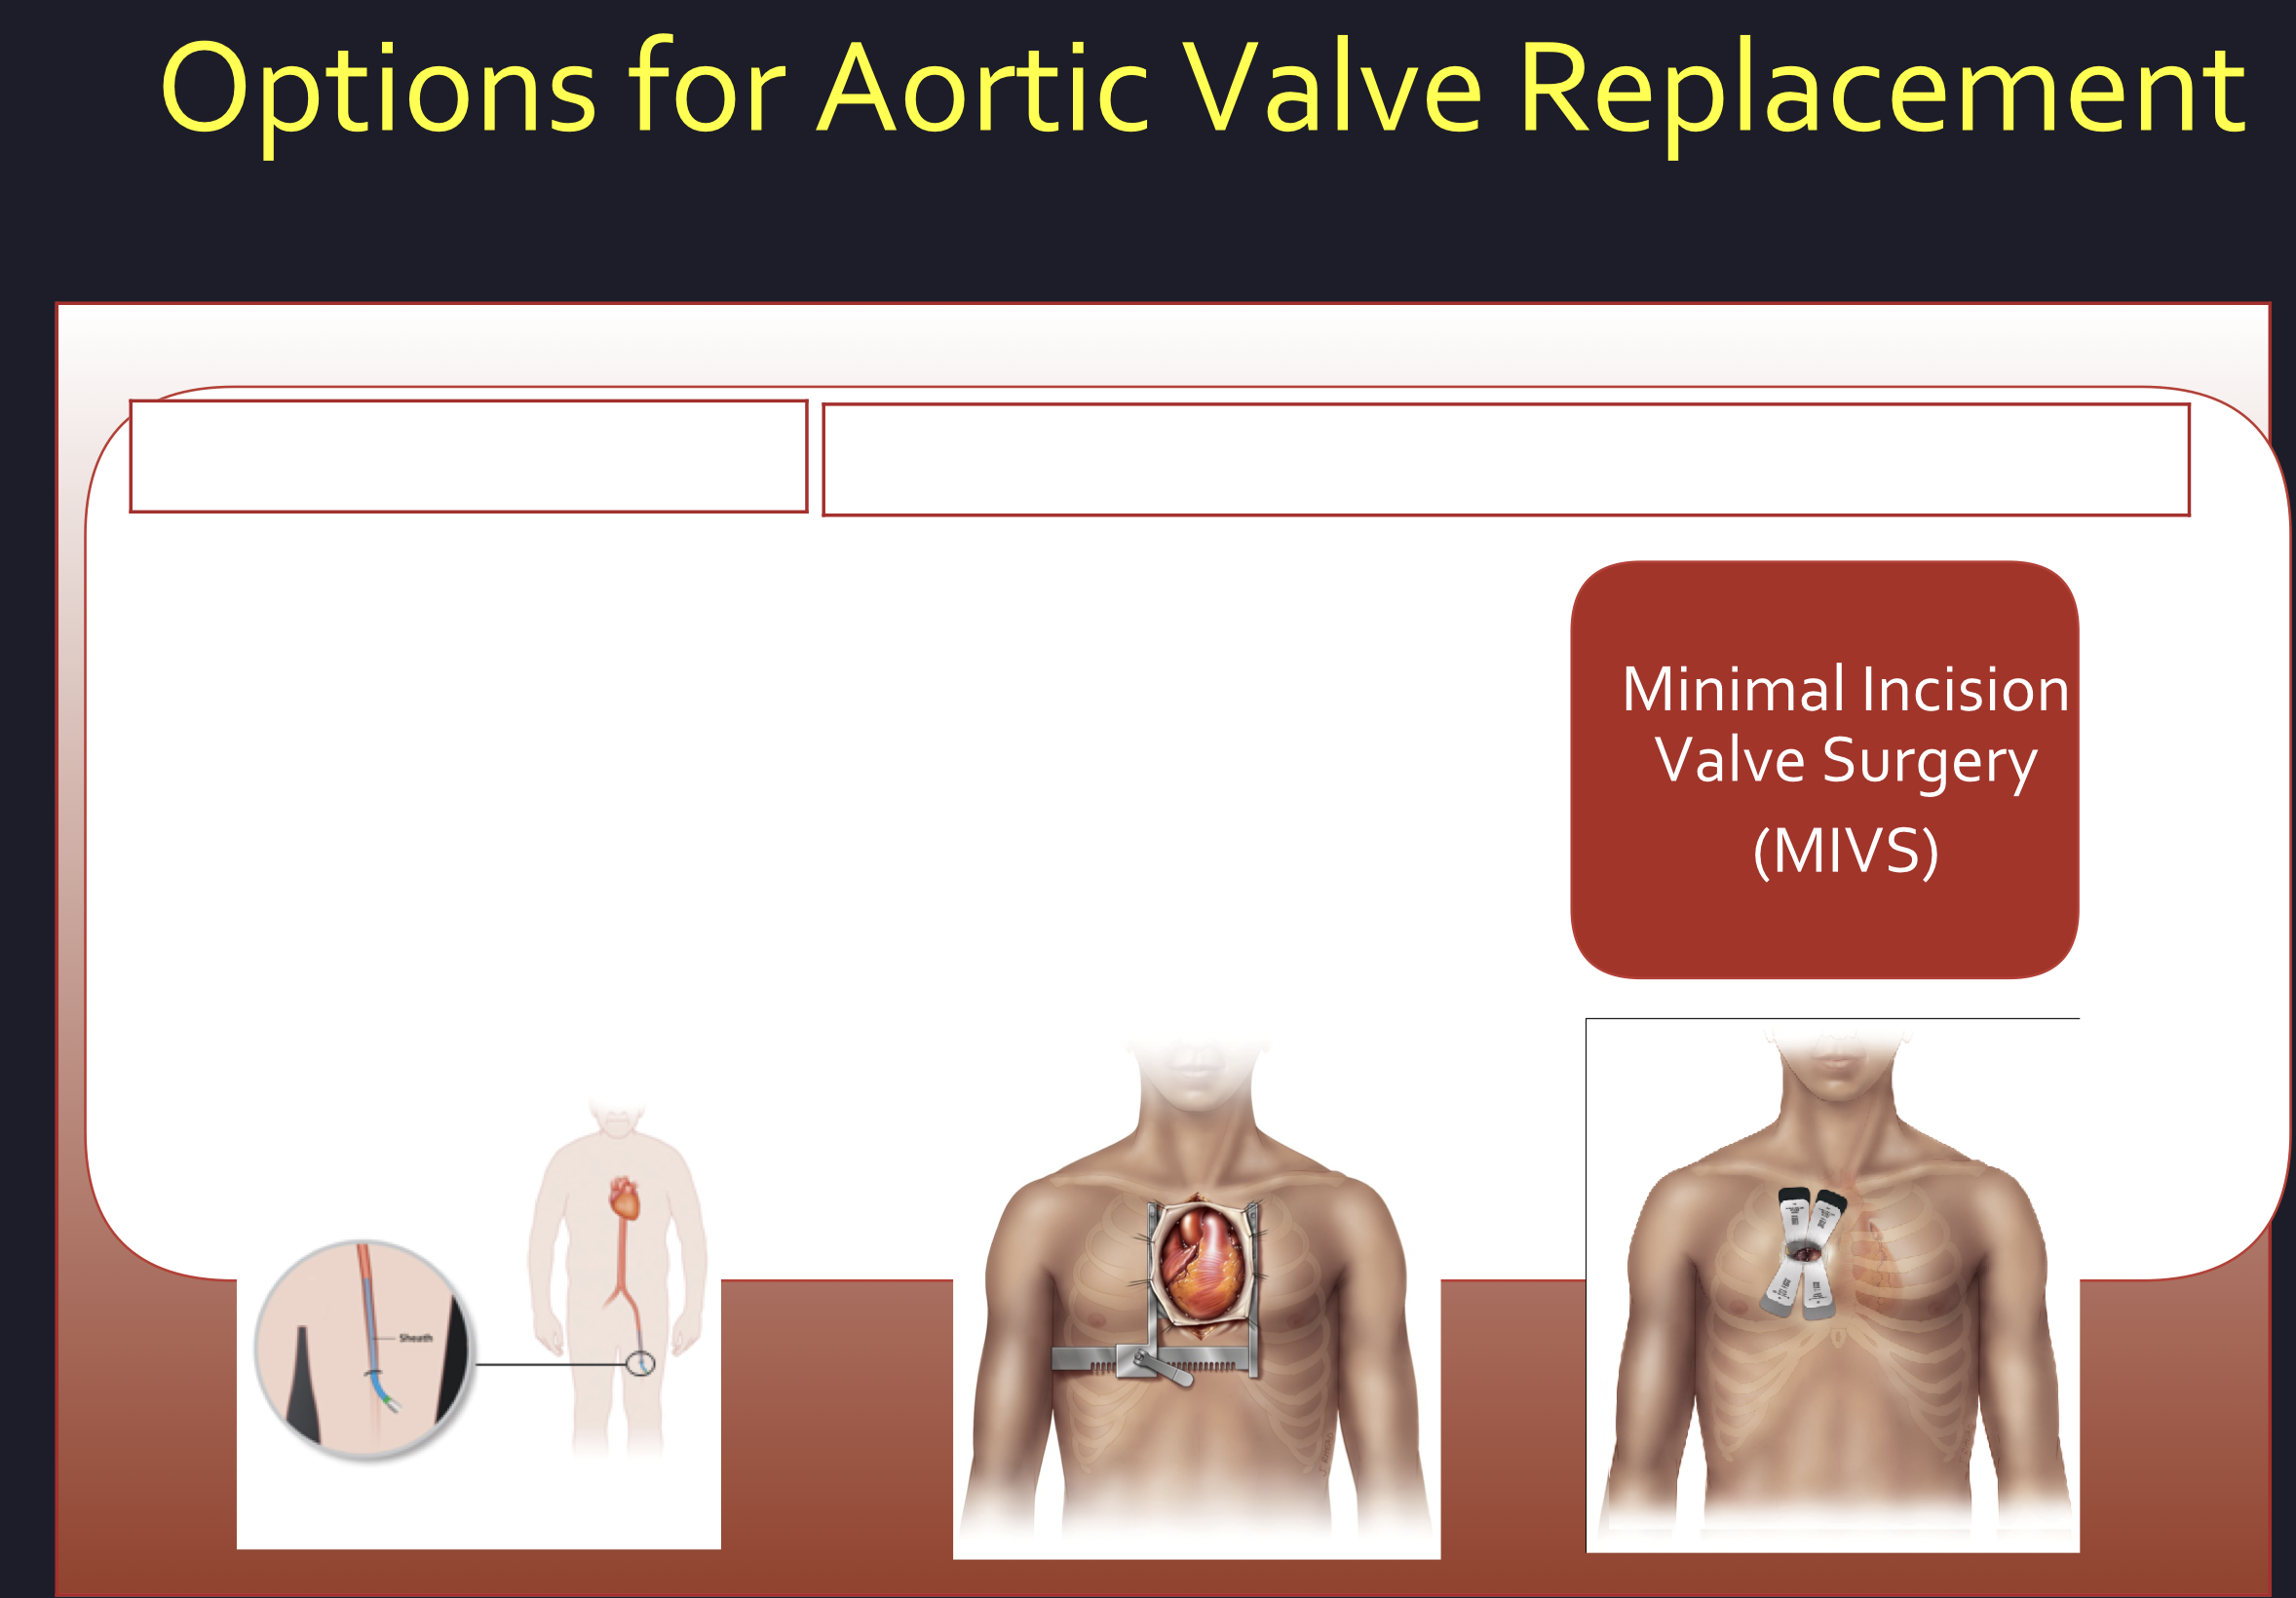 Options for Aortic Valve Replacement
Minimal Incision
Valve Surgery
(MIVS)
Sheath